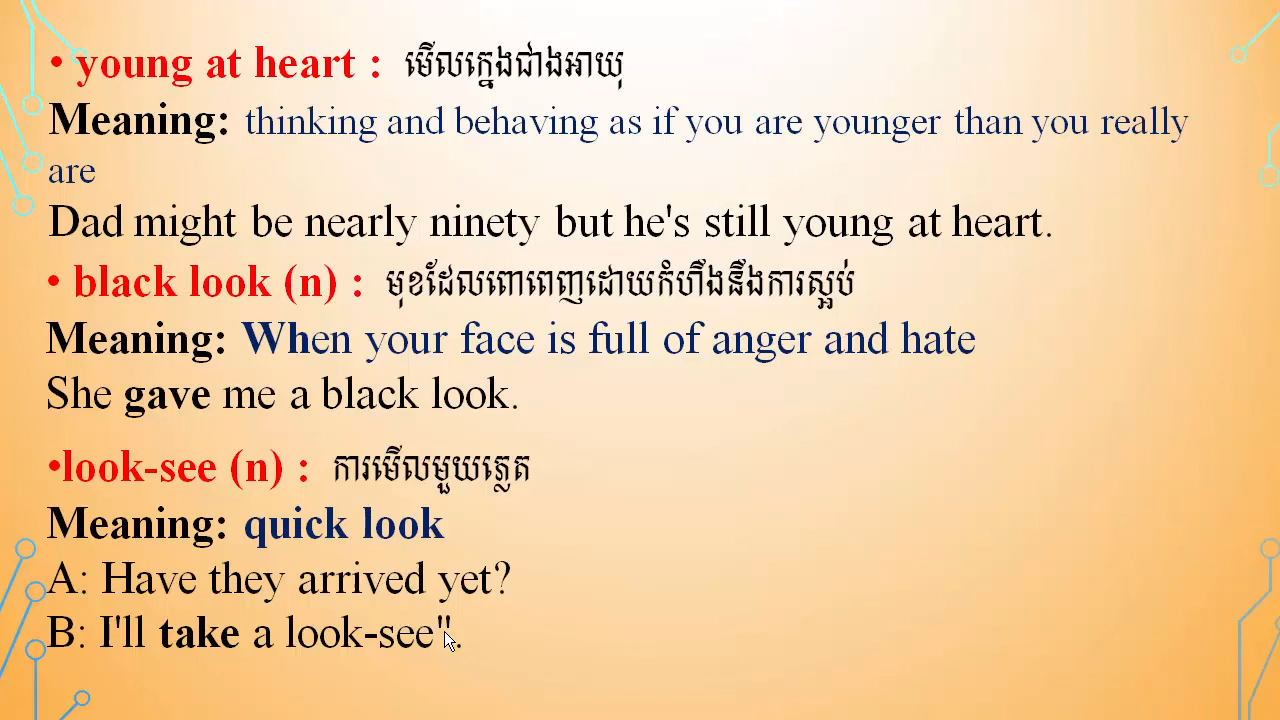 • young at heart : មើលក្មេងជាងអាយុ
Meaning: thinking and behaving as if you are younger than you really
are
Dad might be nearly ninety but he's still young at heart.
• black look (n) : មុខដែលពោពេញដោយកំហឹងនឹងការស្អប់
Meaning: When your face is full of anger and hate
She gave me a black look.
•look-see (n) : ការមើលមួយភ្លេត
Meaning: quick look
A: Have they arrived yet?
B: I'll take a look-see".